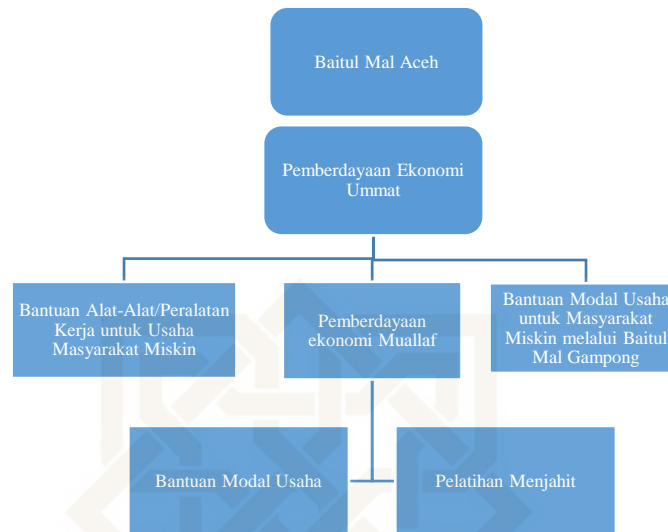 Baitul Mal Aceh
Pemberdayaan Ekonomi
Ummat
Bantuan Alat-Alat/Peralatan
Kerja untuk Usaha
Masyarakat Miskin
Pemberdayaan
ekonomi Muallaf
Bantuan Modal Usaha
untuk Masyarakat
Miskin melalui Baitul
Mal Gampong
Bantuan Modal Usaha
Pelatihan Menjahit